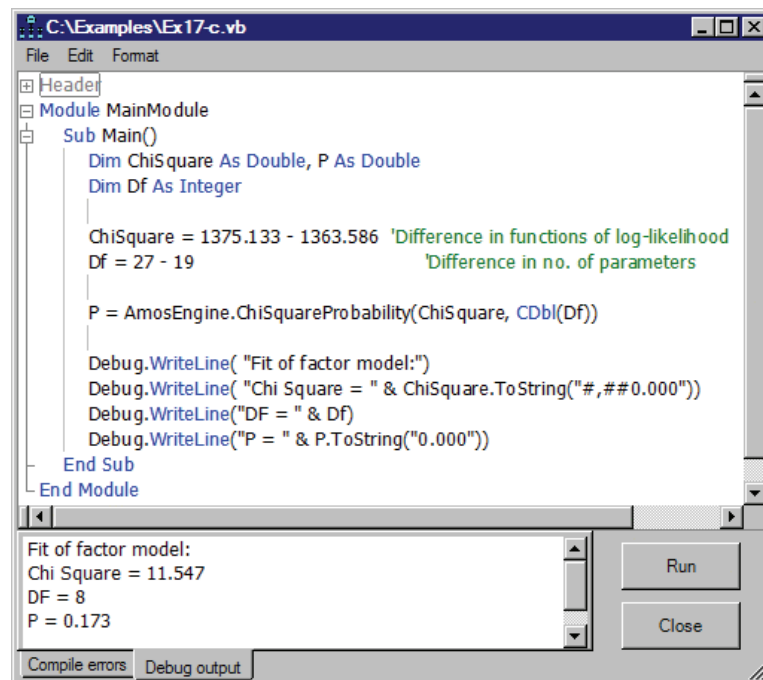 C:\Examples\Ex17-c.vb
File Edit Format
Header
Module MainModule
Sub Main()
Dim ChiSquare As Double, P As Double
Dim Df As Integer
ChiSquare = 1375.133 - 1363.586 'Difference in functions of log-likelihood
Df = 27 - 19 'Difference in no. of parameters
P = AmosEngine.ChiSquareProbability(ChiSquare, CDbl(Df))
Debug.WriteLine( "Fit of factor model:")
Debug.WriteLine( "Chi Square = " & ChiSquare.ToString("#,##0.000"))
Debug.WriteLine("DF = " & Df)
Debug.WriteLine("P = " & P.ToString("0.000"))
End Sub
End Module
Fit of factor model:
Chi Square = 11.547
DF = 8
P = 0.173
Run
Close
Compile errors Debug output